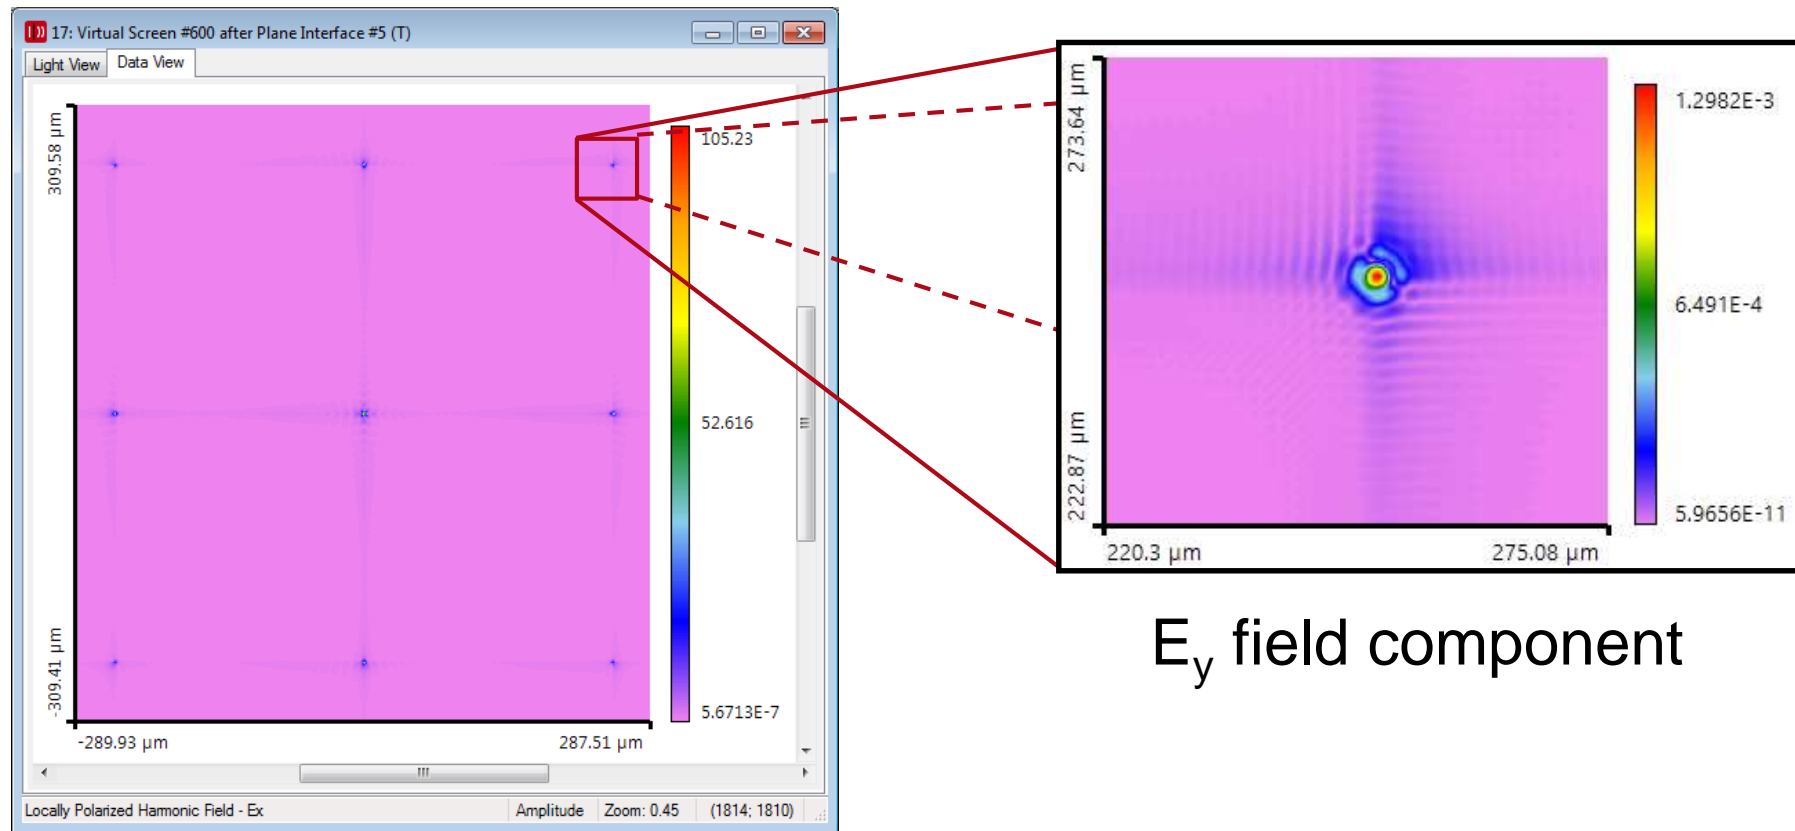 17: Virtual Screen #600 after Plane Interface #5 (T)
Light View
Data View
309.58 µm
-309.41 µm
-289.93 µm
287.51 µm
105.23
52.616
5.6713E-7
Locally Polarized Harmonic Field - Ex
Amplitude
Zoom: 0.45
(1814; 1810)
273.64 µm
222.87 µm
220.3 µm
275.08 µm
1.2982E-3
6.491E-4
5.9656E-11
Ey field component